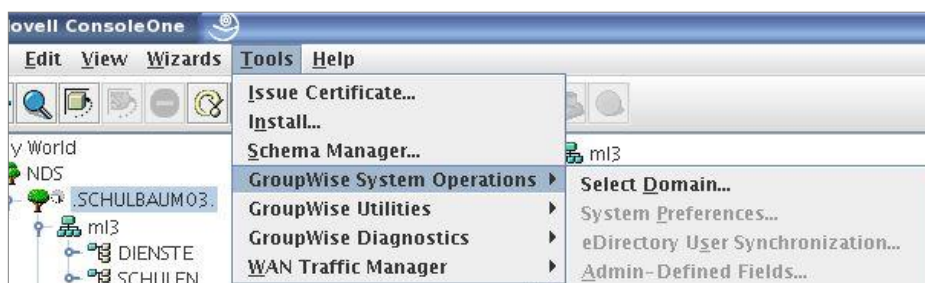 ovell ConsoleOne
Edit View Wizards Tools Help
Issue Certificate...
Install...
Schema Manager...
GroupWise System Operations
GroupWise Utilities
GroupWise Diagnostics
WAN Traffic Manager
y World
NDS
.SCHULBAUM03.
ml3
DIENSTE
SCHULEN
ml3
Select Domain...
System Preferences...
eDirectory User Synchronization...
Admin-Defined Fields...